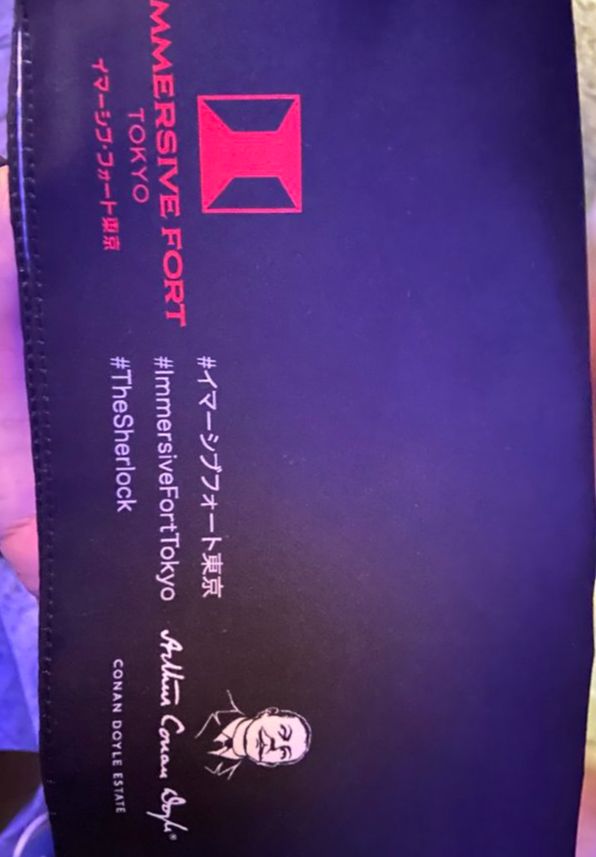 IMMERSIVE FORT
TOKYO
イマーシブ・フォート東京
#イマーシブフォート東京
#ImmersiveFortTokyo
#TheSherlock
Arthur Conan Doyle®
CONAN DOYLE ESTATE